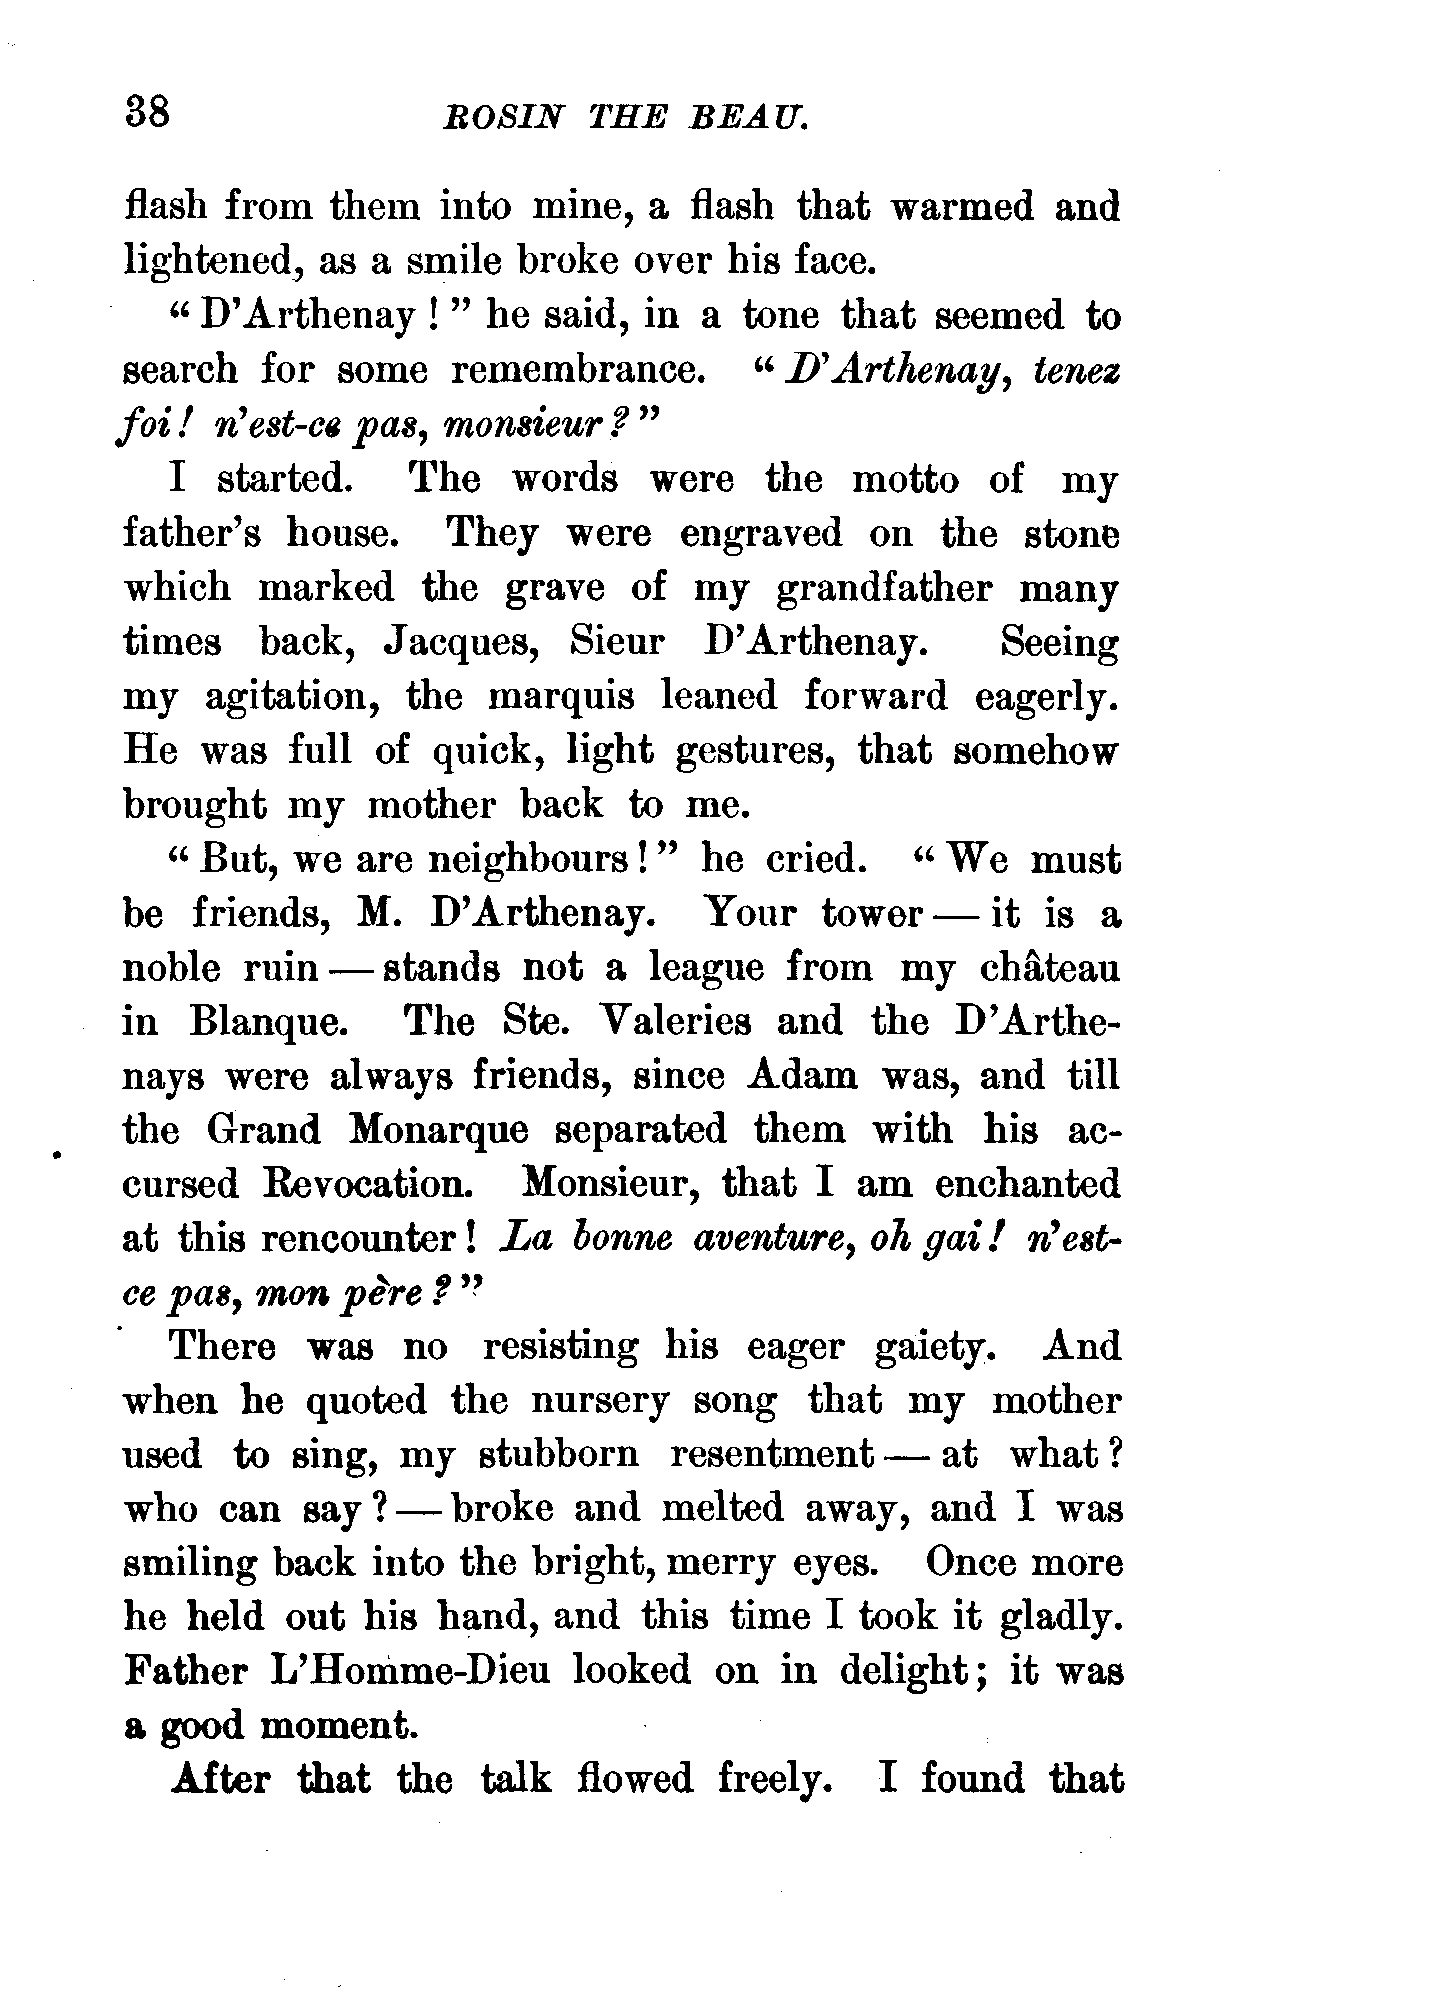 38 ROSIN THE BEAU.
flash from them into mine, a flash that warmed and
lightened, as a smile broke over his face.
“ D’Arthenay ! ” he said, in a tone that seemed to
search for some remembrance. “ D’Arthenay, tenez
foi ! n’est-ce pas, monsieur ? ”
I started. The words were the motto of my
father’s house. They were engraved on the stone
which marked the grave of my grandfather many
times back, Jacques, Sieur D’Arthenay. Seeing
my agitation, the marquis leaned forward eagerly.
He was full of quick, light gestures, that somehow
brought my mother back to me.
“ But, we are neighbours ! ” he cried. “ We must
be friends, M. D’Arthenay. Your tower — it is a
noble ruin — stands not a league from my château
in Blanque. The Ste. Valeries and the D’Arthe-
nays were always friends, since Adam was, and till
the Grand Monarque separated them with his ac-
cursed Revocation. Monsieur, that I am enchanted
at this rencounter ! La bonne aventure, oh gai ! n’est-
ce pas, mon père ? ”
There was no resisting his eager gaiety. And
when he quoted the nursery song that my mother
used to sing, my stubborn resentment — at what ?
who can say ? — broke and melted away, and I was
smiling back into the bright, merry eyes. Once more
he held out his hand, and this time I took it gladly.
Father L’Homme-Dieu looked on in delight ; it was
a good moment.
After that the talk flowed freely. I found that